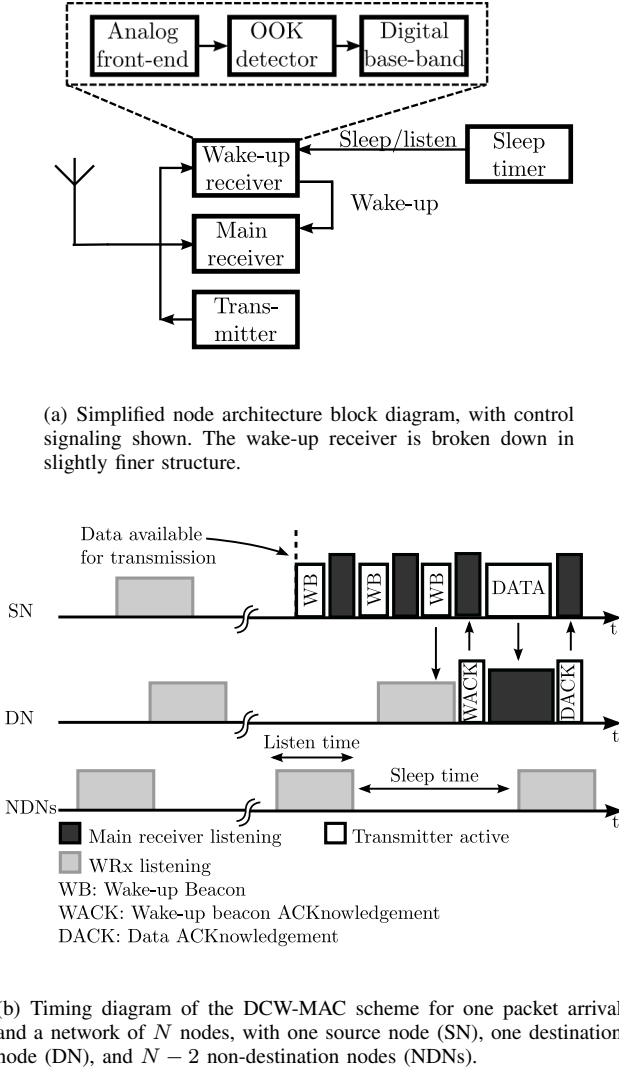 Analog
front-end
OOK
detector
Digital
base-band
Wake-up
receiver
Sleep/listen
Sleep
timer
Wake-up
Main
receiver
Trans-
mitter
(a) Simplified node architecture block diagram, with control
signaling shown. The wake-up receiver is broken down in
slightly finer structure.
Data available
for transmission
SN
WB
WB
WB
DATA
t
DN
WACK
DACK
t
Listen time
Sleep time
NDNs
t
Main receiver listening
Transmitter active
WRx listening
WB: Wake-up Beacon
WACK: Wake-up beacon ACKnowledgement
DACK: Data ACKnowledgement
(b) Timing diagram of the DCW-MAC scheme for one packet arrival
and a network of N nodes, with one source node (SN), one destination
node (DN), and N − 2 non-destination nodes (NDNs).